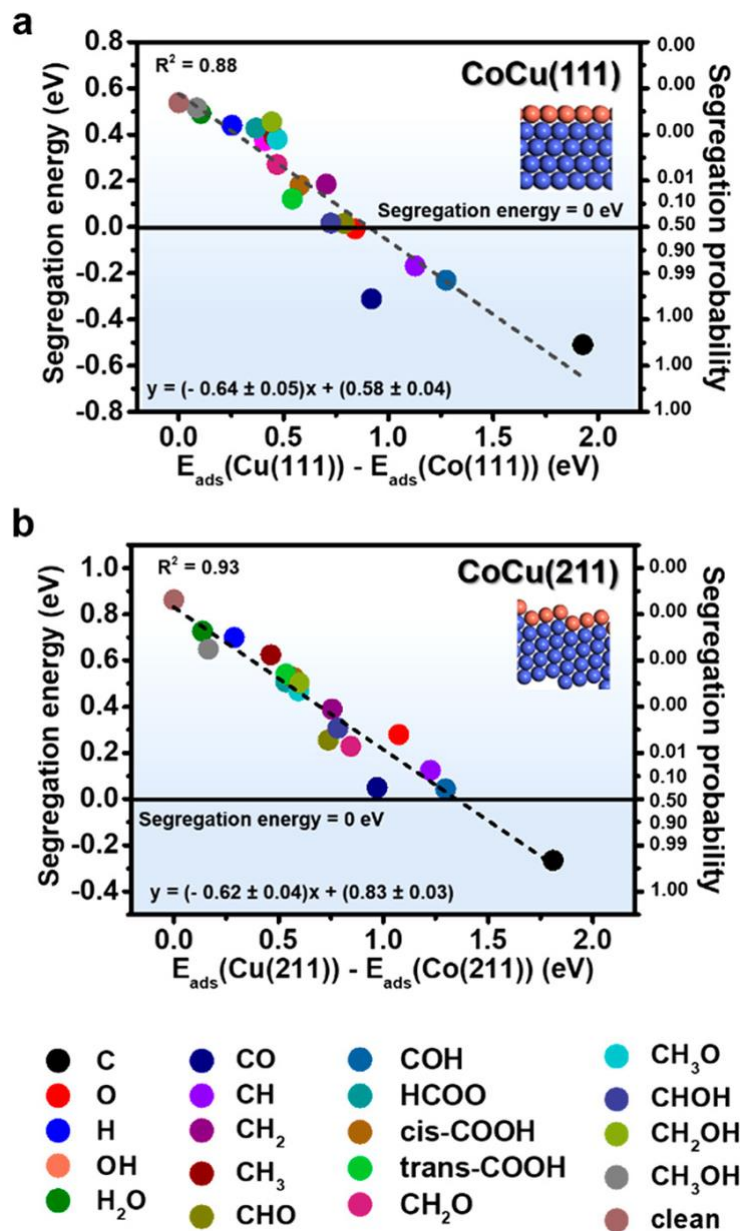 a
R² = 0.88
CoCu(111)
Segregation energy (eV)
0.8
0.6
0.4
0.2
0.0
-0.2
-0.4
-0.6
-0.8
Segregation energy = 0 eV
y = (- 0.64 ± 0.05)x + (0.58 ± 0.04)
0.00
0.00
0.00
0.01
0.10
0.50
0.90
0.99
1.00
1.00
1.00
Segregation probability
0.0 0.5 1.0 1.5 2.0
E_ads(Cu(111)) - E_ads(Co(111)) (eV)
b
R² = 0.93
CoCu(211)
Segregation energy (eV)
1.0
0.8
0.6
0.4
0.2
0.0
-0.2
-0.4
Segregation energy = 0 eV
y = (- 0.62 ± 0.04)x + (0.83 ± 0.03)
0.00
0.00
0.00
0.00
0.01
0.10
0.50
0.90
0.99
1.00
Segregation probability
0.0 0.5 1.0 1.5 2.0
E_ads(Cu(211)) - E_ads(Co(211)) (eV)
C
O
H
OH
H₂O
CO
CH
CH₂
CH₃
CHO
COH
HCOO
cis-COOH
trans-COOH
CH₂O
CH₃O
CHOH
CH₂OH
CH₃OH
clean